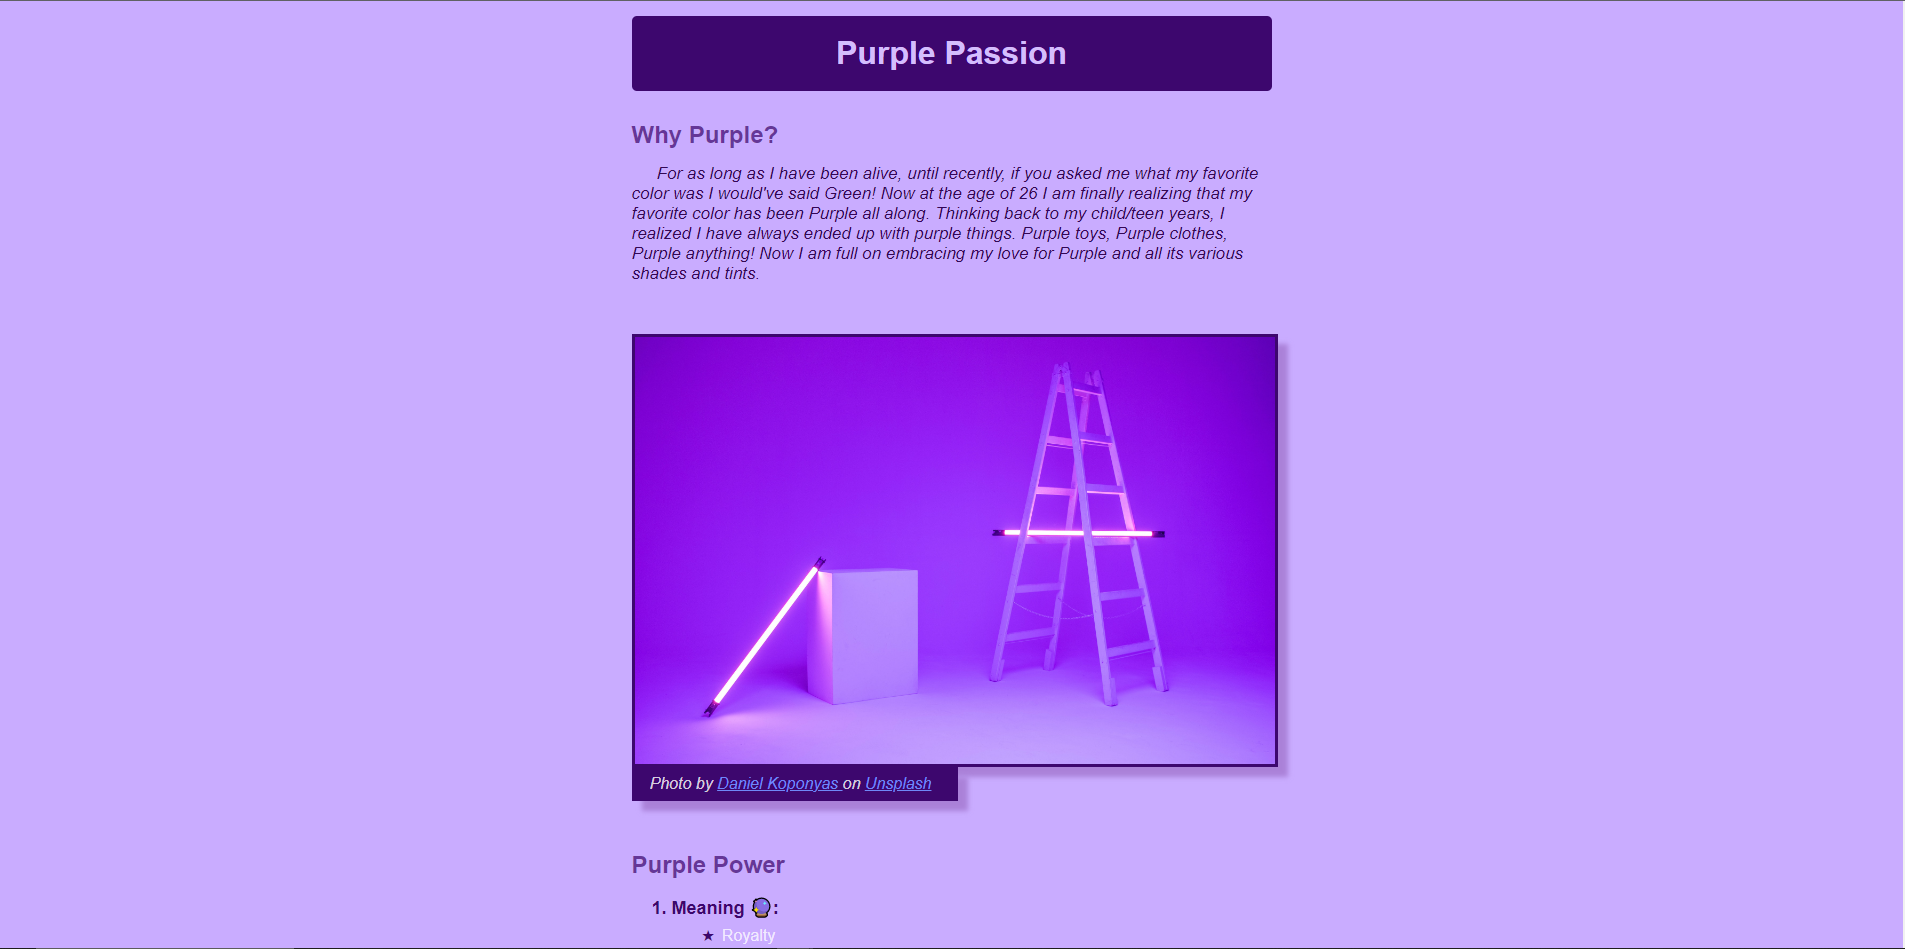 Purple Passion
Why Purple?
For as long as I have been alive, until recently, if you asked me what my favorite
color was I would've said Green! Now at the age of 26 I am finally realizing that my
favorite color has been Purple all along. Thinking back to my child/teen years, I
realized I have always ended up with purple things. Purple toys, Purple clothes,
Purple anything! Now I am full on embracing my love for Purple and all its various
shades and tints.
Photo by Daniel Koponyas on Unsplash
Purple Power
1. Meaning 🔮:
★ Royalty